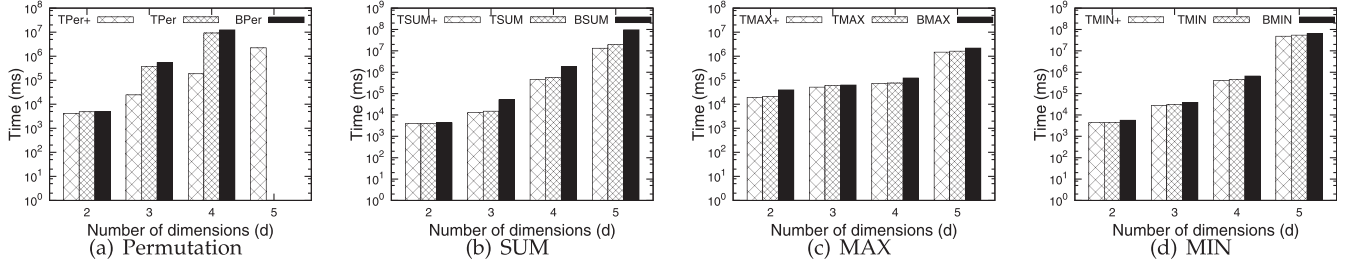 TPer+ TPer BPer
Time (ms)
10^8
10^7
10^6
10^5
10^4
10^3
10^2
10^1
10^0
2 3 4 5
Number of dimensions (d)
(a) Permutation
TSUM+ TSUM BSUM
Time (ms)
10^8
10^7
10^6
10^5
10^4
10^3
10^2
10^1
10^0
2 3 4 5
Number of dimensions (d)
(b) SUM
TMAX+ TMAX BMAX
Time (ms)
10^8
10^7
10^6
10^5
10^4
10^3
10^2
10^1
10^0
2 3 4 5
Number of dimensions (d)
(c) MAX
TMIN+ TMIN BMIN
Time (ms)
10^9
10^8
10^7
10^6
10^5
10^4
10^3
10^2
10^1
10^0
2 3 4 5
Number of dimensions (d)
(d) MIN